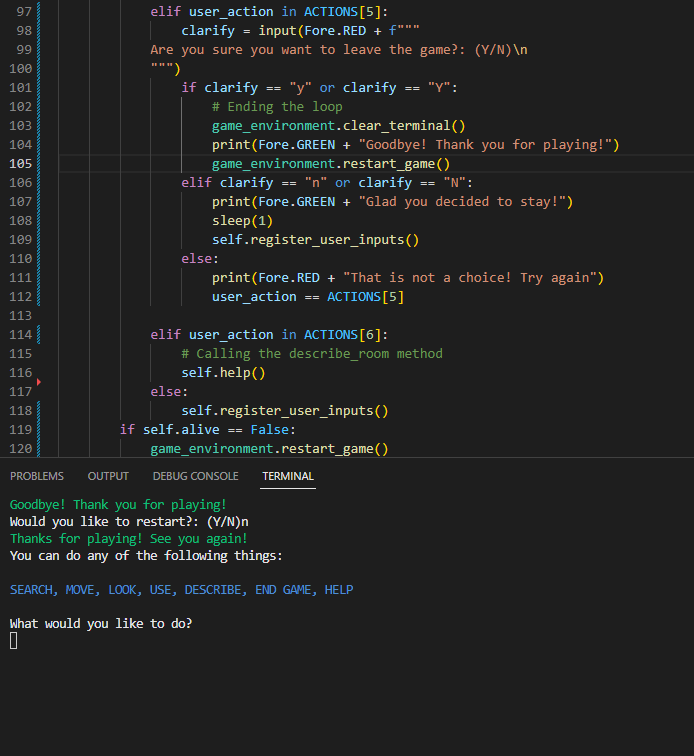 97 elif user_action in ACTIONS[5]:
98 clarify = input(Fore.RED + f"""
99 Are you sure you want to leave the game?: (Y/N)\n
100 """)
101 if clarify == "y" or clarify == "Y":
102 # Ending the loop
103 game_environment.clear_terminal()
104 print(Fore.GREEN + "Goodbye! Thank you for playing!")
105 game_environment.restart_game()
106 elif clarify == "n" or clarify == "N":
107 print(Fore.GREEN + "Glad you decided to stay!")
108 sleep(1)
109 self.register_user_inputs()
110 else:
111 print(Fore.RED + "That is not a choice! Try again")
112 user_action == ACTIONS[5]
113
114 elif user_action in ACTIONS[6]:
115 # Calling the describe_room method
116 self.help()
117 else:
118 self.register_user_inputs()
119 if self.alive == False:
120 game_environment.restart_game()
PROBLEMS OUTPUT DEBUG CONSOLE TERMINAL
Goodbye! Thank you for playing!
Would you like to restart?: (Y/N)n
Thanks for playing! See you again!
You can do any of the following things:
SEARCH, MOVE, LOOK, USE, DESCRIBE, END GAME, HELP
What would you like to do?